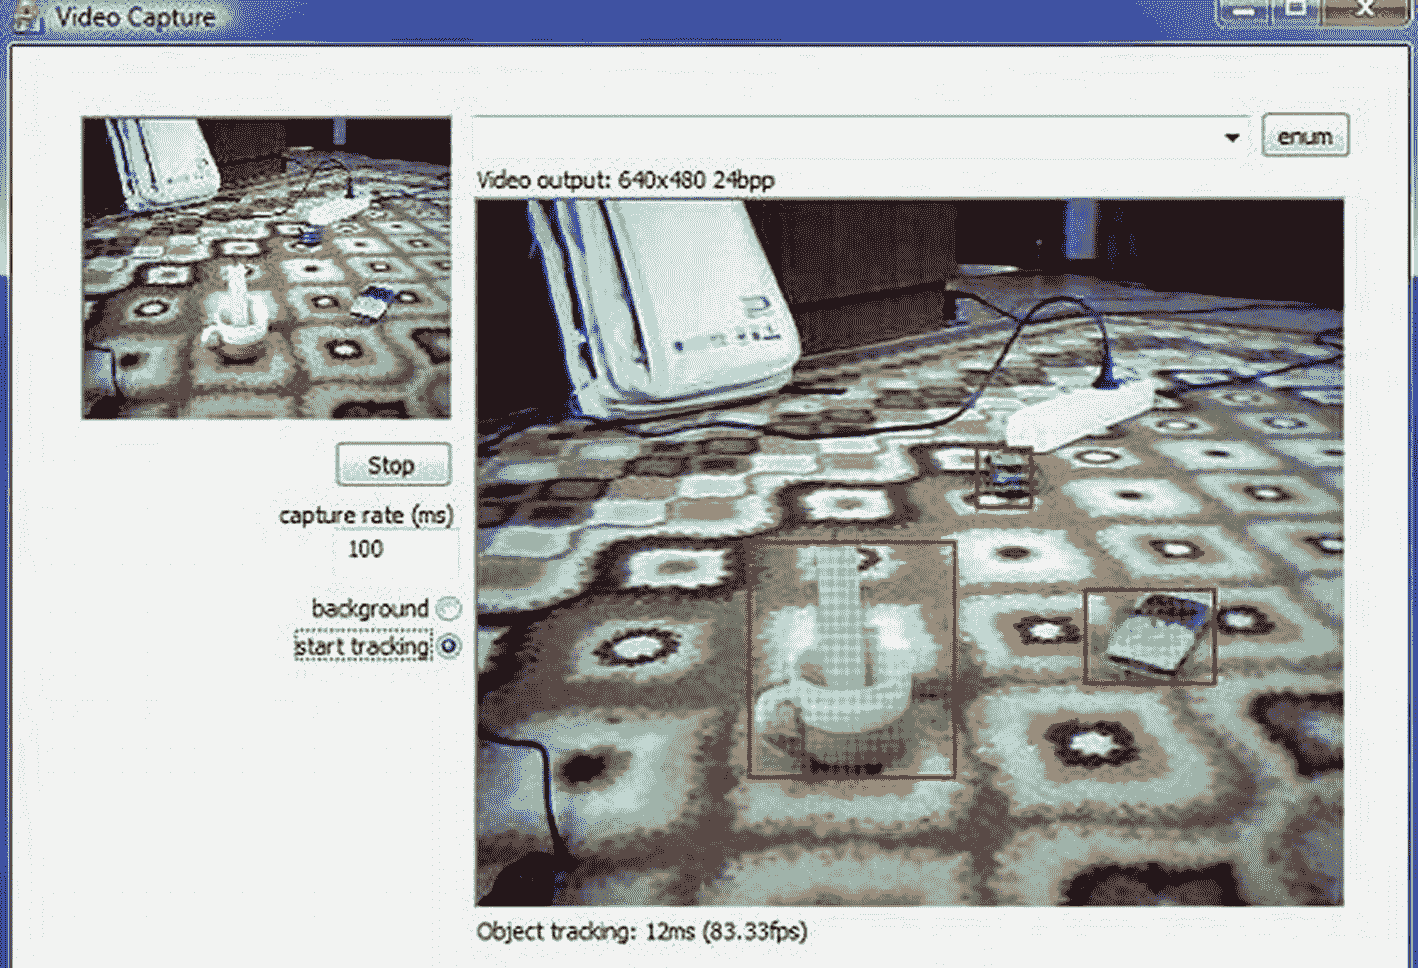 Video Capture
enum
Video output: 640x480 24bpp
Stop
capture rate (ms)
100
background
start tracking
Object tracking: 12ms (83.33fps)